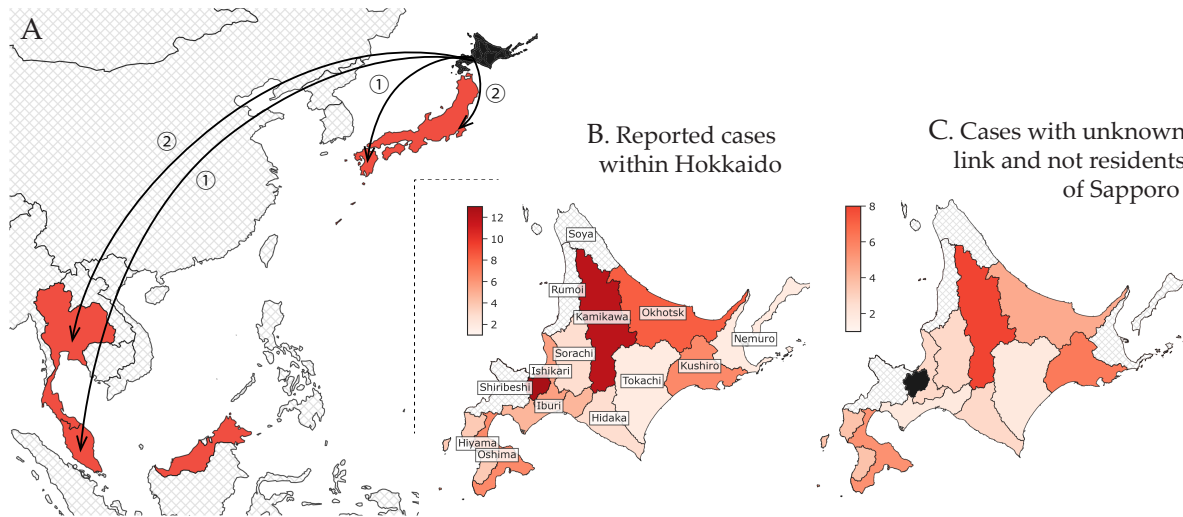 A
①
②
②
①
B. Reported cases
within Hokkaido
C. Cases with unknown
link and not residents
of Sapporo
12
10
8
6
4
2
Soya
Rumoi
Kamikawa
Okhotsk
Nemuro
Sorachi
Kushiro
Ishikari
Tokachi
Shiribeshi
Iburi
Hidaka
Hiyama
Oshima
8
6
4
2